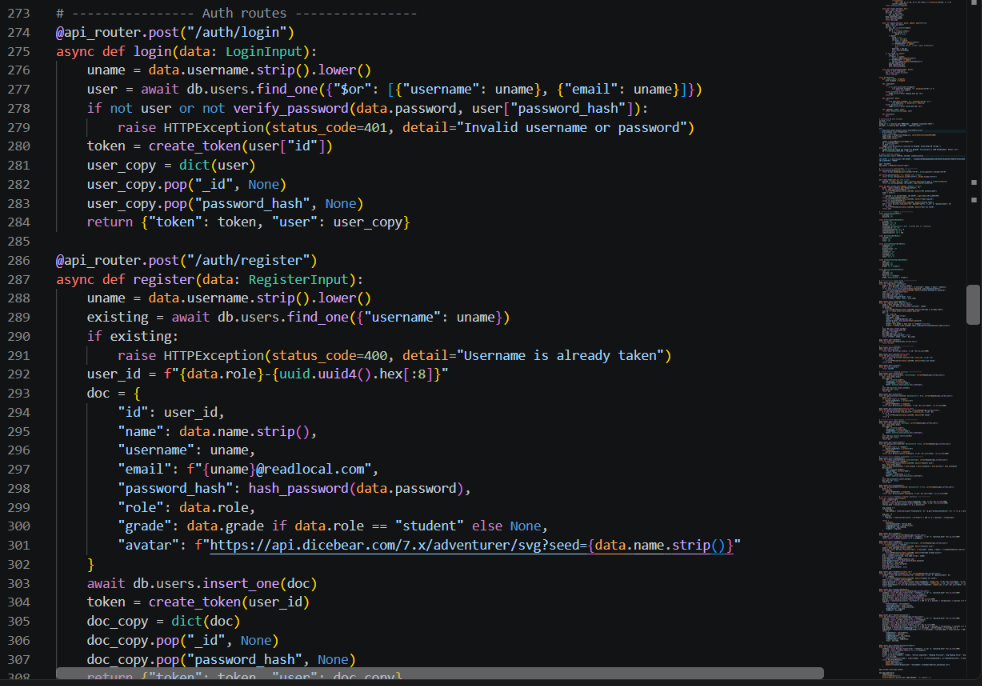 273 # ---------------- Auth routes ----------------
274 @api_router.post("/auth/login")
275 async def login(data: LoginInput):
276     uname = data.username.strip().lower()
277     user = await db.users.find_one({"$or": [{"username": uname}, {"email": uname}]})
278     if not user or not verify_password(data.password, user["password_hash"]):
279         raise HTTPException(status_code=401, detail="Invalid username or password")
280     token = create_token(user["id"])
281     user_copy = dict(user)
282     user_copy.pop("_id", None)
283     user_copy.pop("password_hash", None)
284     return {"token": token, "user": user_copy}
285
286 @api_router.post("/auth/register")
287 async def register(data: RegisterInput):
288     uname = data.username.strip().lower()
289     existing = await db.users.find_one({"username": uname})
290     if existing:
291         raise HTTPException(status_code=400, detail="Username is already taken")
292     user_id = f"{data.role}-{uuid.uuid4().hex[:8]}"
293     doc = {
294         "id": user_id,
295         "name": data.name.strip(),
296         "username": uname,
297         "email": f"{uname}@readlocal.com",
298         "password_hash": hash_password(data.password),
299         "role": data.role,
300         "grade": data.grade if data.role == "student" else None,
301         "avatar": f"https://api.dicebear.com/7.x/adventurer/svg?seed={data.name.strip()}"
302     }
303     await db.users.insert_one(doc)
304     token = create_token(user_id)
305     doc_copy = dict(doc)
306     doc_copy.pop("_id", None)
307     doc_copy.pop("password_hash", None)
308     return {"token": token, "user": doc_copy}